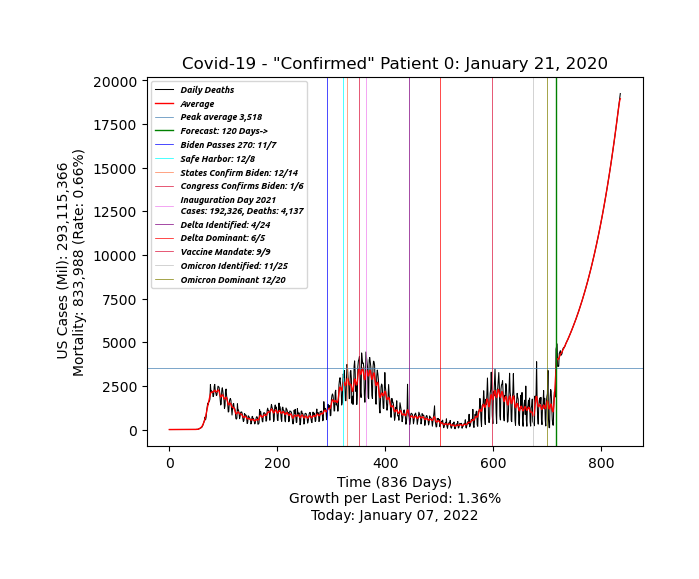 Covid-19 - "Confirmed" Patient 0: January 21, 2020
20000
17500
15000
12500
10000
7500
5000
2500
0
US Cases (Mil): 293,115,366
Mortality: 833,988 (Rate: 0.66%)
Daily Deaths
Average
Peak average 3,518
Forecast: 120 Days->
Biden Passes 270: 11/7
Safe Harbor: 12/8
States Confirm Biden: 12/14
Congress Confirms Biden: 1/6
Inauguration Day 2021
Cases: 192,326, Deaths: 4,137
Delta Identified: 4/24
Delta Dominant: 6/5
Vaccine Mandate: 9/9
Omicron Identified: 11/25
Omicron Dominant 12/20
0 200 400 600 800
Time (836 Days)
Growth per Last Period: 1.36%
Today: January 07, 2022